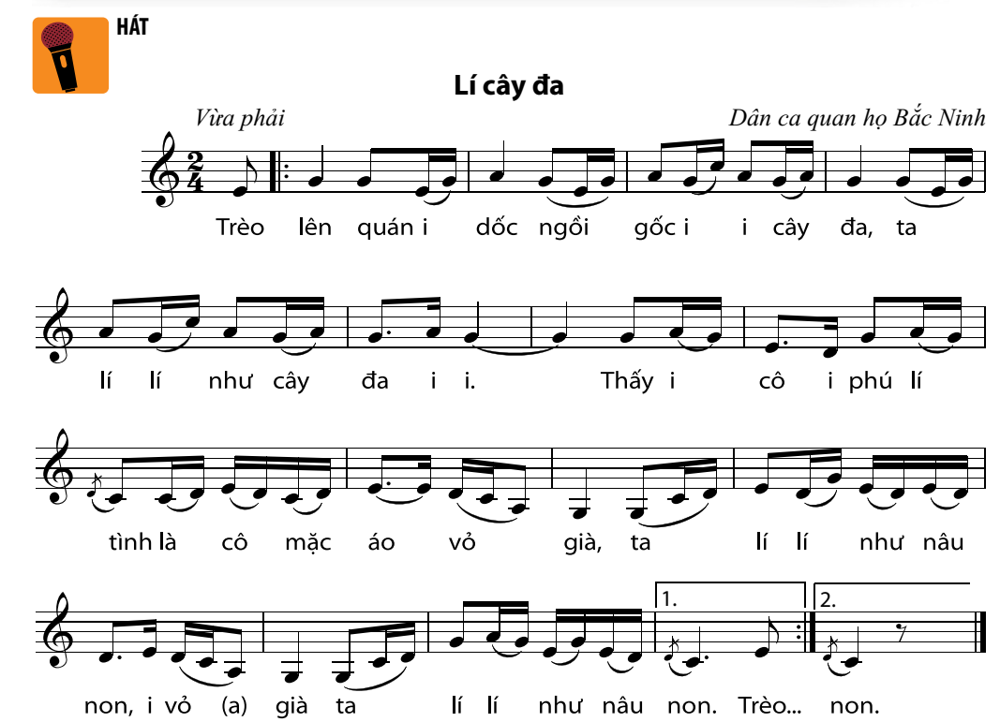 HÁT
Lí cây đa
Vừa phải
Dân ca quan họ Bắc Ninh
2
4
Trèo lên quán i dốc ngồi gốc i i cây đa, ta
lí lí như cây đa i i. Thấy i cô i phú lí
tình là cô mặc áo vỏ già, ta lí lí như nâu
1. 2.
non, i vỏ (a) già ta lí lí như nâu non. Trèo... non.